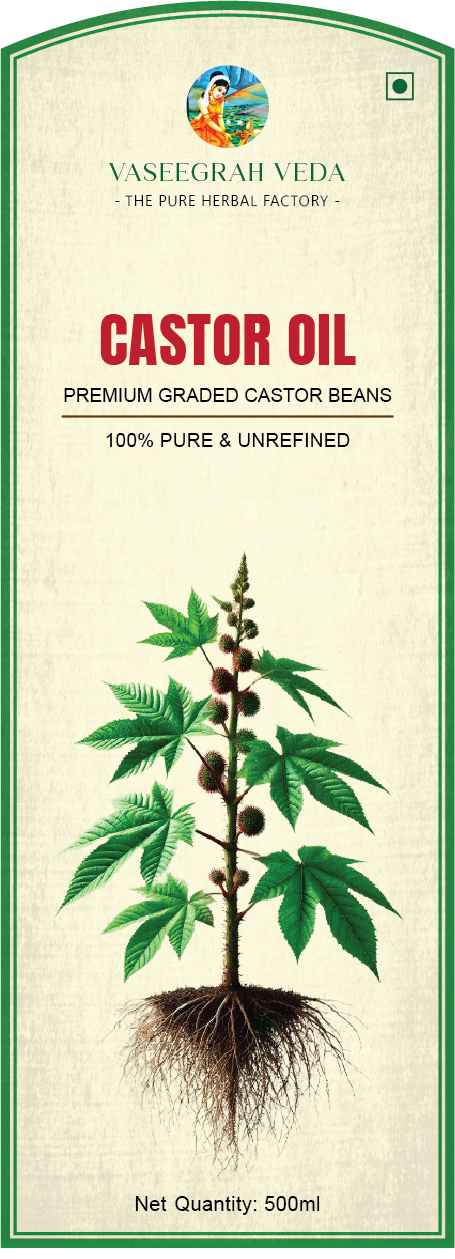 VASEEGRAH VEDA
- THE PURE HERBAL FACTORY -
CASTOR OIL
PREMIUM GRADED CASTOR BEANS
100% PURE & UNREFINED
Net Quantity: 500ml